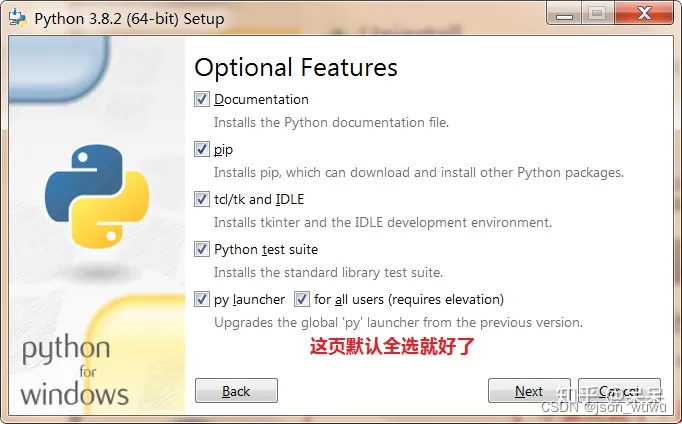 Python 3.8.2 (64-bit) Setup
Optional Features
Documentation
Installs the Python documentation file.
pip
Installs pip, which can download and install other Python packages.
tcl/tk and IDLE
Installs tkinter and the IDLE development environment.
Python test suite
Installs the standard library test suite.
py launcher for all users (requires elevation)
Upgrades the global 'py' launcher from the previous version.
这页默认全选就好了
python
for
windows
Back Next Cancel
知乎
CSDN @json_wuwu